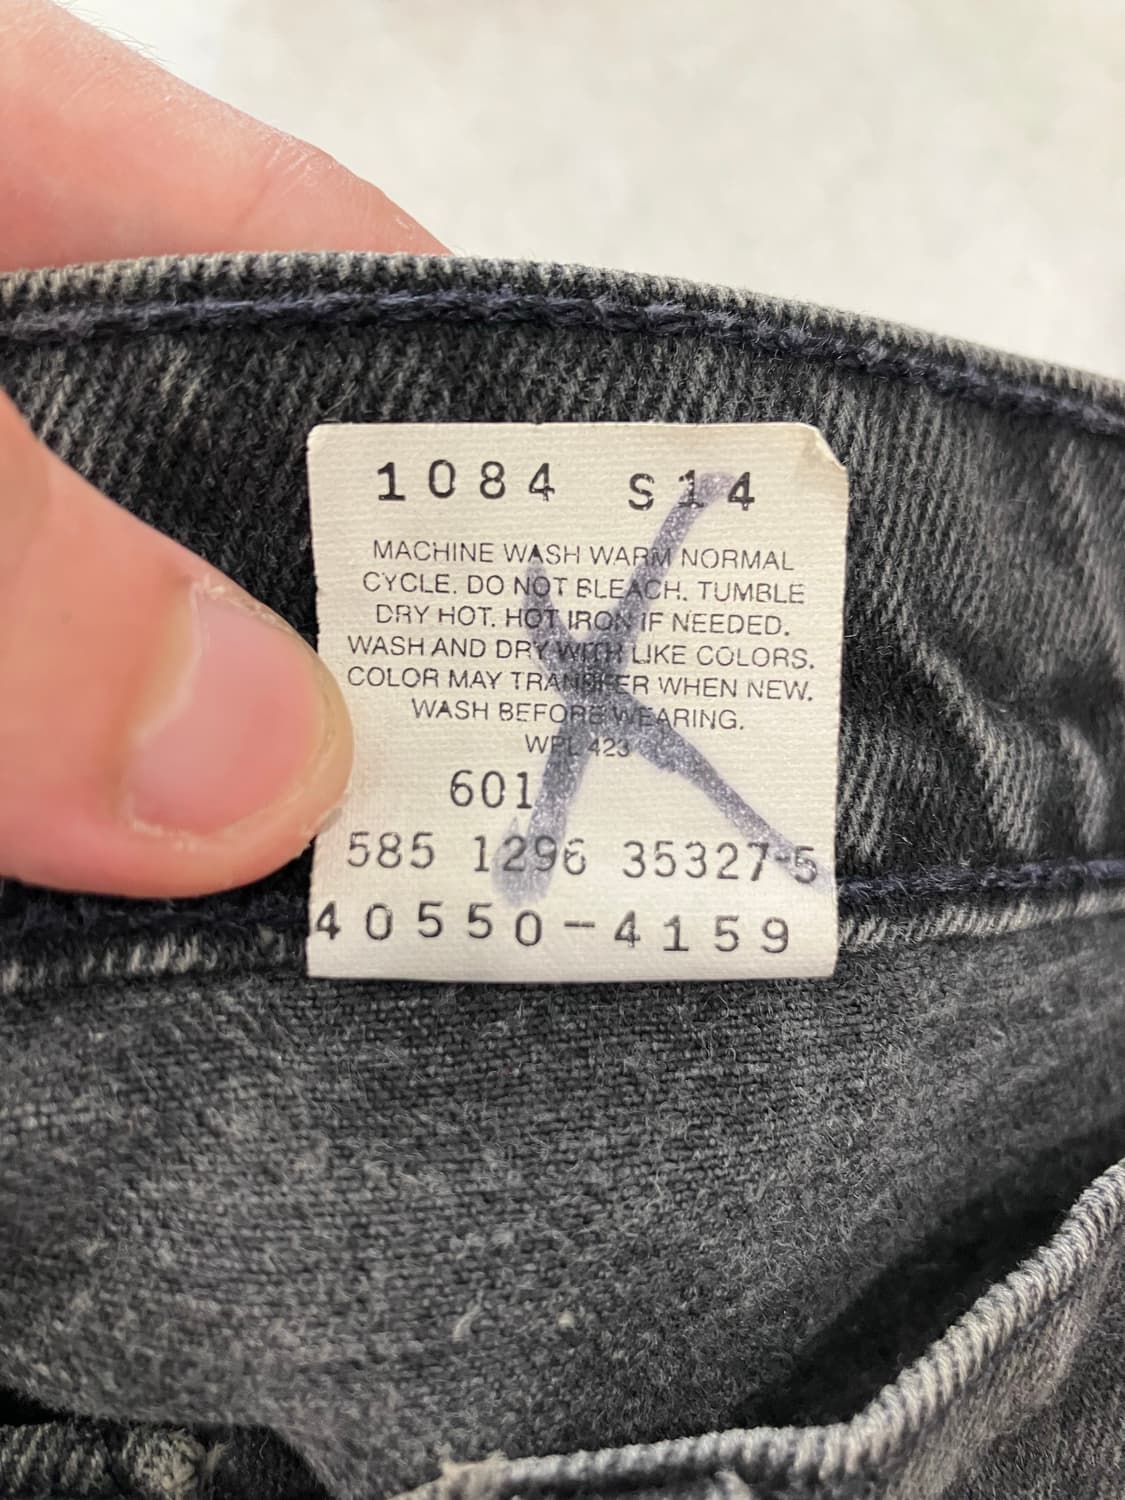 1084 S14
MACHINE WASH WARM NORMAL
CYCLE. DO NOT BLEACH. TUMBLE
DRY HOT. HOT IRON IF NEEDED.
WASH AND DRY WITH LIKE COLORS.
COLOR MAY TRANSFER WHEN NEW.
WASH BEFORE WEARING.
WPL 423
601
585 1296 35327-5
40550-4159